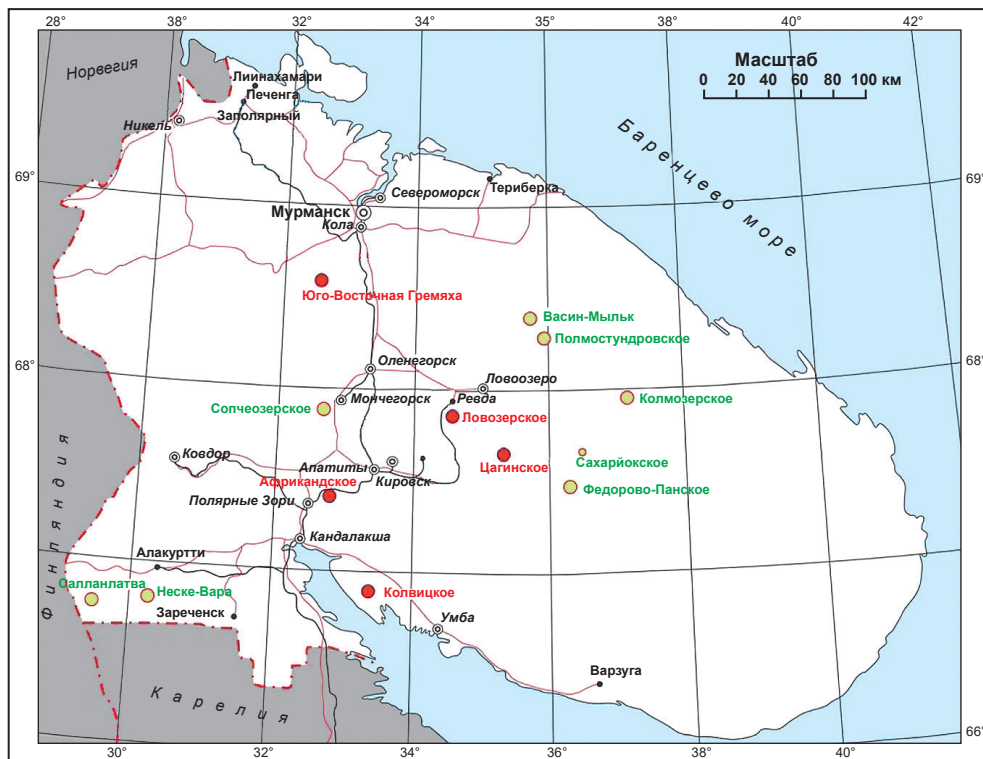 28° 38° 32° 34° 35° 40° 42°
Норвегия
Лиинахамари
Печенга
Заполярный
Никель
Масштаб
0 20 40 60 80 100 км
Баренцево море
69° 69°
Североморск
Териберка
Мурманск
Кола
Юго-Восточная Гремяха
Васин-Мыльк
Полмостундровское
68° 68°
Оленегорск
Ловоозеро
Мончегорск
Ревда
Колмозерское
Сопчеозерское
Ловозерское
Ковдор
Апатиты
Цагинское
Сахарйокское
Африкандское
Кировск
Федорово-Панское
Полярные Зори
Финляндия
Кандалакша
Алакуртти
Салланлатва
Неске-Вара
Колвицкое
Зареченск
Умба
Варзуга
Карелия
66°
30° 32° 34° 36° 38° 40°